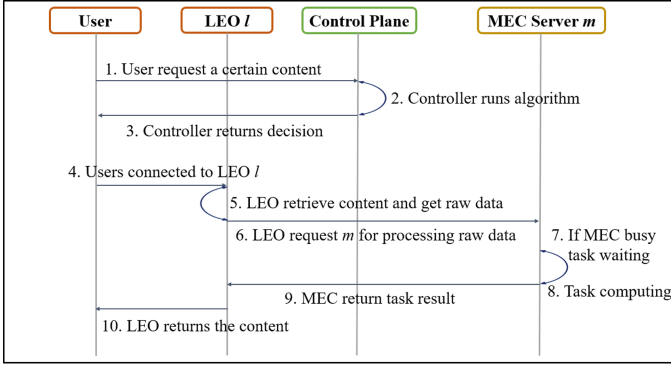 User
LEO l
Control Plane
MEC Server m
1. User request a certain content
2. Controller runs algorithm
3. Controller returns decision
4. Users connected to LEO l
5. LEO retrieve content and get raw data
6. LEO request m for processing raw data
7. If MEC busy
task waiting
8. Task computing
9. MEC return task result
10. LEO returns the content